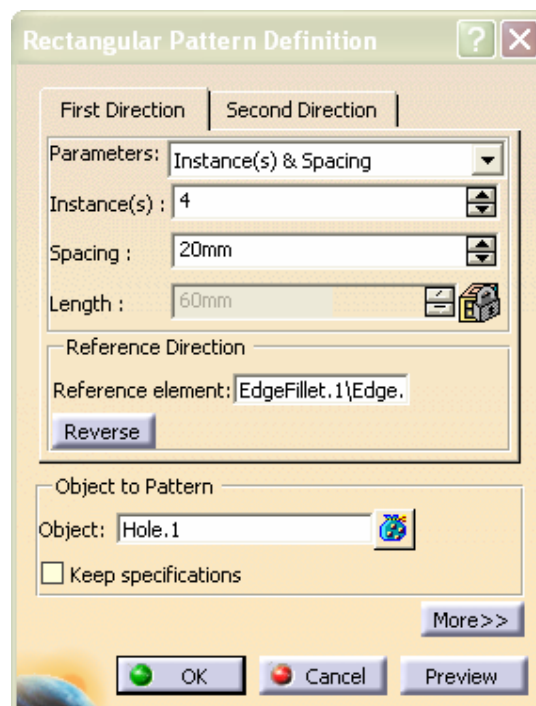 Rectangular Pattern Definition
First Direction Second Direction
Parameters: Instance(s) & Spacing
Instance(s) : 4
Spacing : 20mm
Length : 60mm
Reference Direction
Reference element: EdgeFillet.1\Edge.
Reverse
Object to Pattern
Object: Hole.1
Keep specifications
More>>
OK Cancel Preview